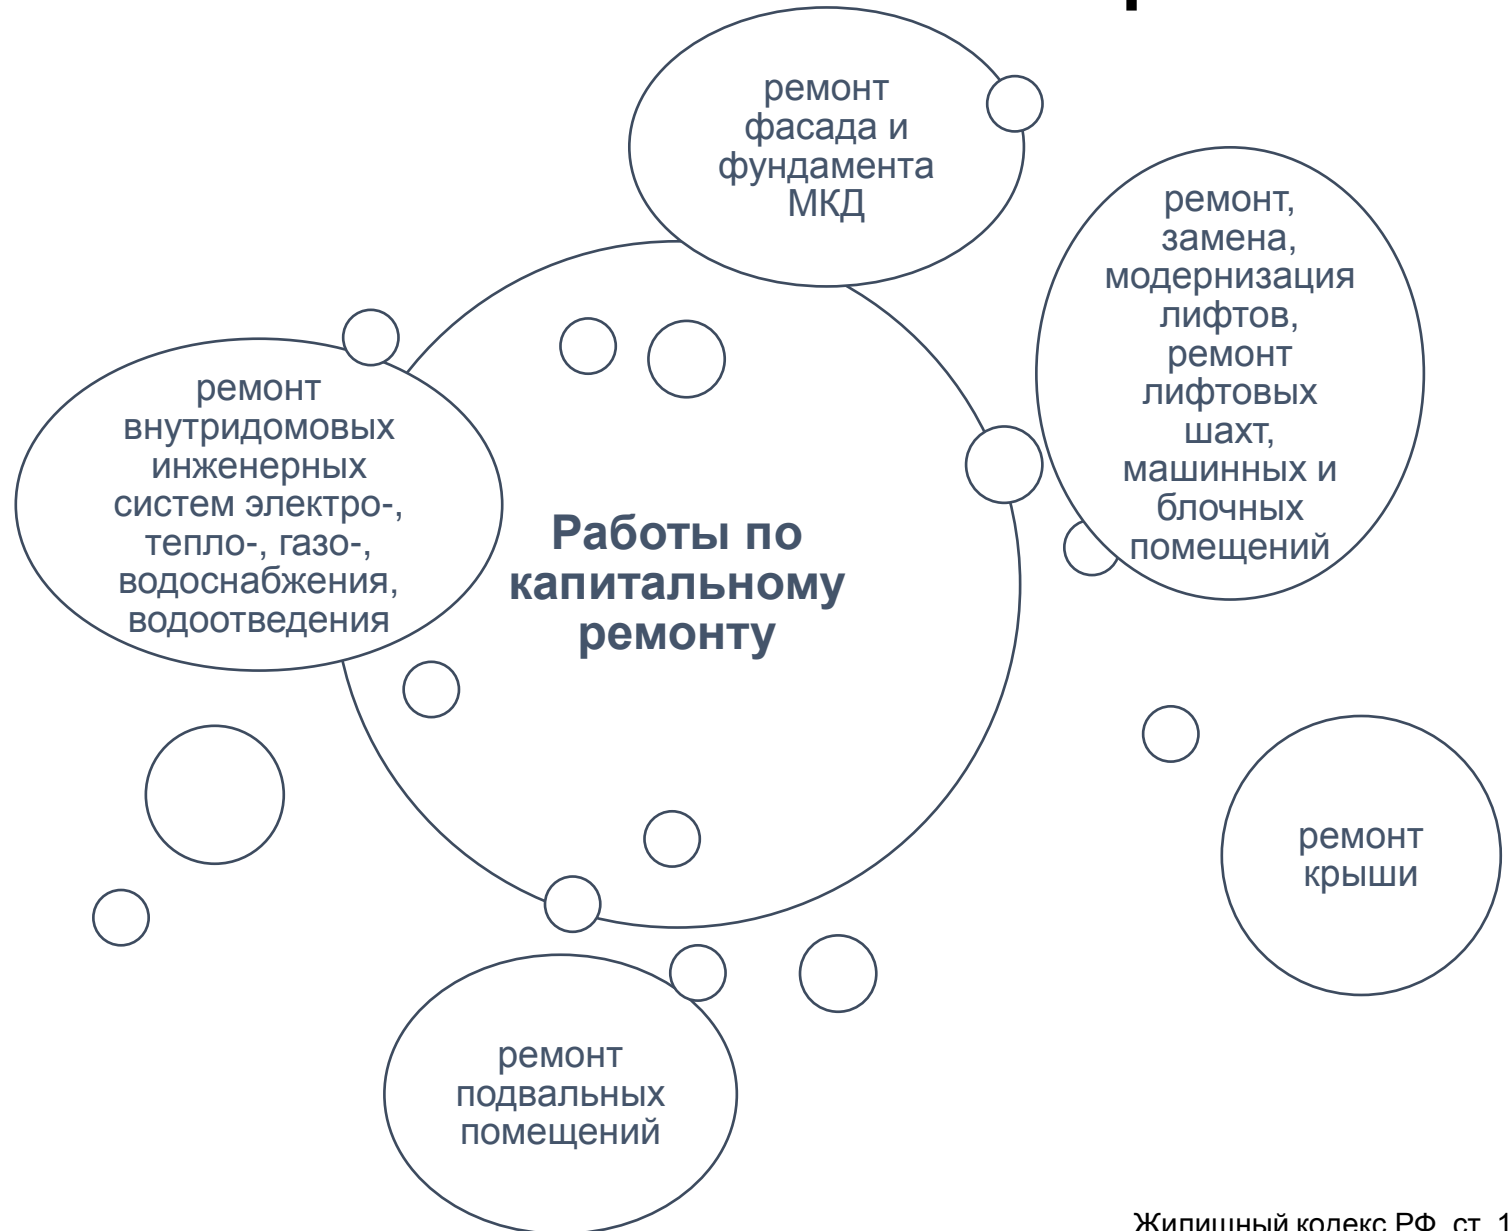 ремонт
фасада и
фундамента
МКД
ремонт,
замена,
модернизация
лифтов,
ремонт
лифтовых
шахт,
машинных и
блочных
помещений
ремонт
внутридомовых
инженерных
систем электро-,
тепло-, газо-,
водоснабжения,
водоотведения
Работы по
капитальному
ремонту
ремонт
крыши
ремонт
подвальных
помещений
Жилищный кодекс РФ, ст. 1